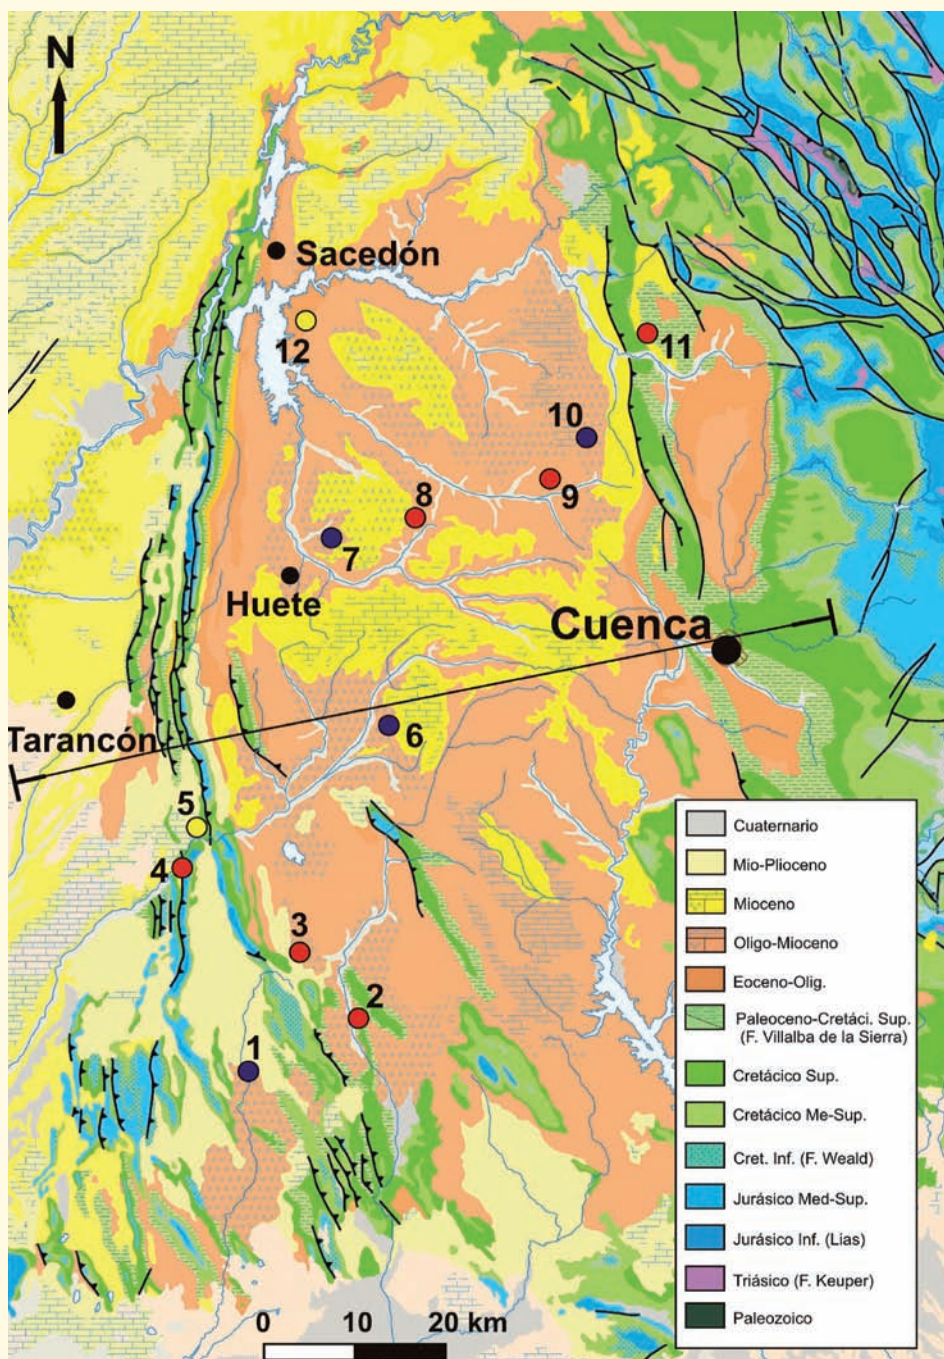 N
Sacedón
12
11
10
9
8
7
Huete
Cuenca
6
Tarancón
5
4
3
2
1
Cuaternario
Mio-Plioceno
Mioceno
Oligo-Mioceno
Eoceno-Olig.
Paleoceno-Cretáci. Sup.
(F. Villalba de la Sierra)
Cretácico Sup.
Cretácico Me-Sup.
Cret. Inf. (F. Weald)
Jurásico Med-Sup.
Jurásico Inf. (Lias)
Triásico (F. Keuper)
Paleozoico
0 10 20 km